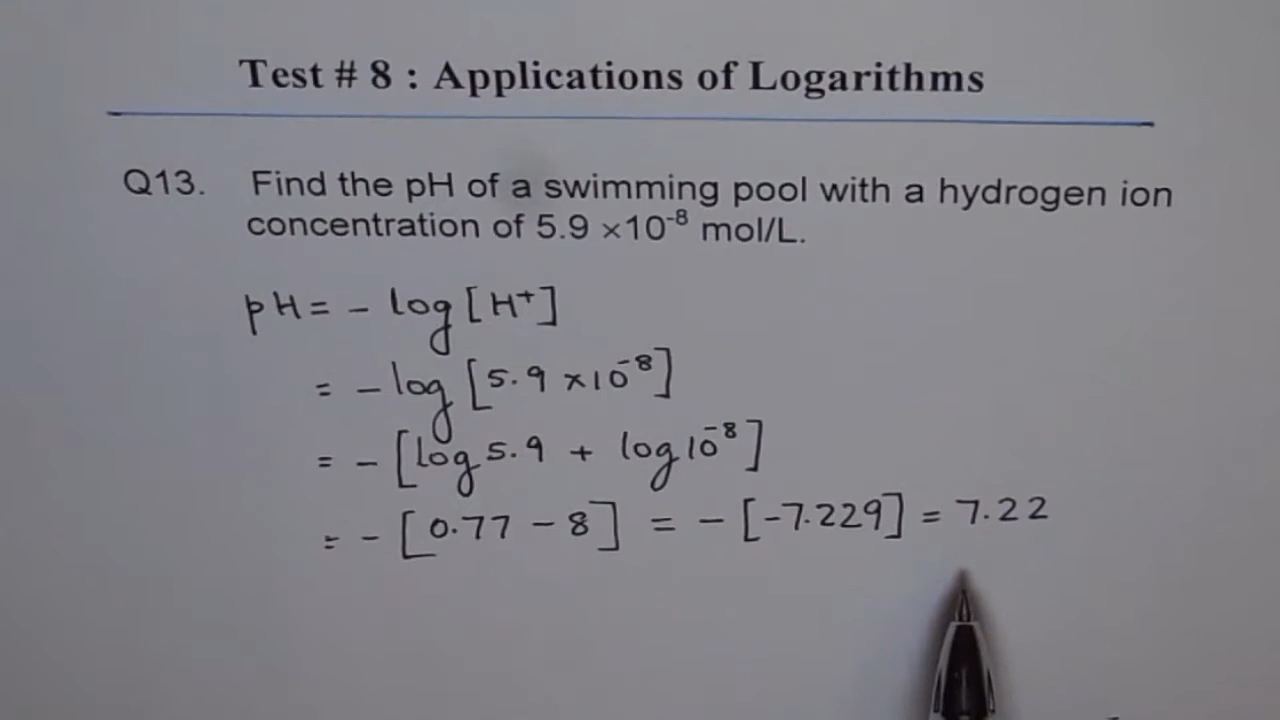 Test # 8 : Applications of Logarithms
Q13. Find the pH of a swimming pool with a hydrogen ion
concentration of 5.9 ×10⁻⁸ mol/L.
pH = - log [H⁺]
= - log [5.9 ×10⁻⁸]
= - [log 5.9 + log 10⁻⁸]
= - [0.77 - 8] = - [-7.229] = 7.22